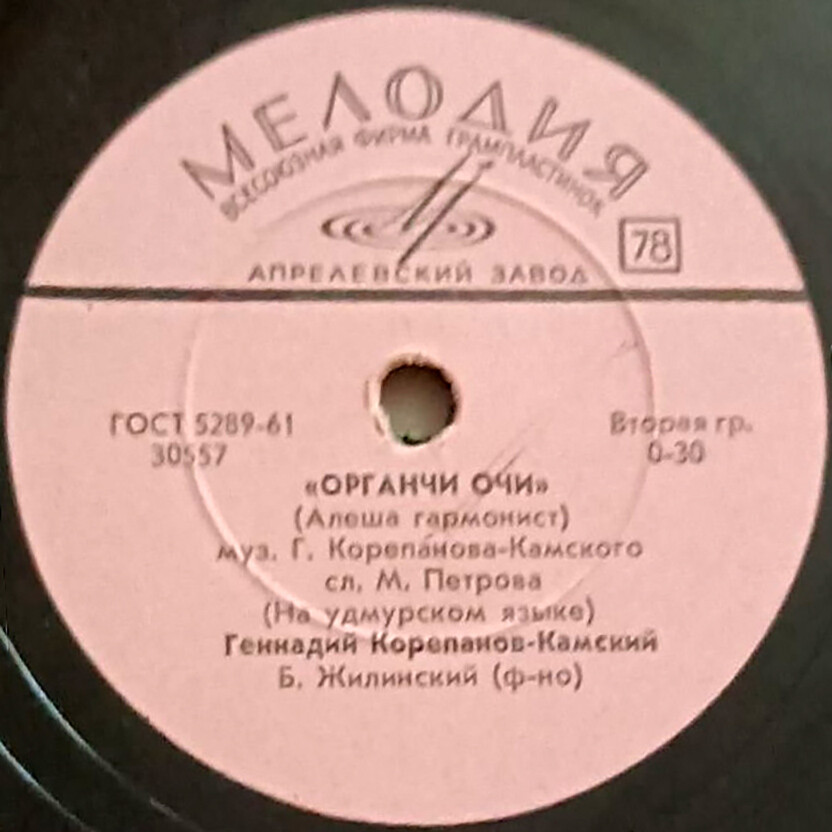 МЕЛОДИЯ
ВСЕСОЮЗНАЯ ФИРМА ГРАМПЛАСТИНОК
78
АПРЕЛЕВСКИЙ ЗАВОД
ГОСТ 5289-61
30557
Вторая гр.
0-30
«ОРГАНЧИ ОЧИ»
(Алеша гармонист)
муз. Г. Корепанова-Камского
сл. М. Петрова
(На удмурском языке)
Геннадий Корепанов-Камский
Б. Жилинский (ф-но)